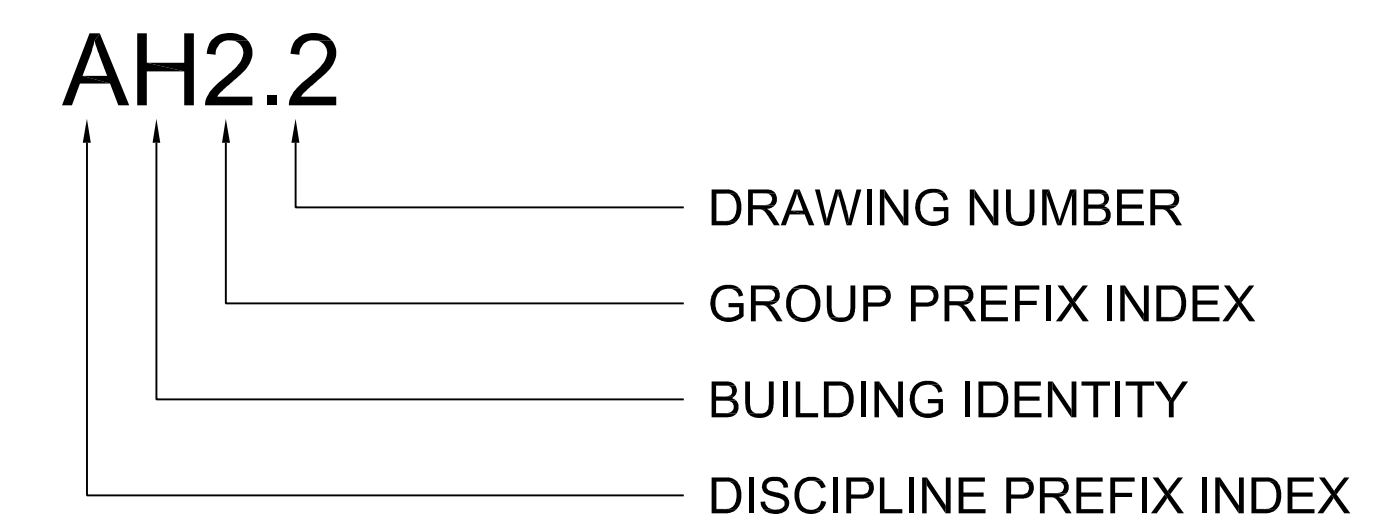 AH2.2
DRAWING NUMBER
GROUP PREFIX INDEX
BUILDING IDENTITY
DISCIPLINE PREFIX INDEX